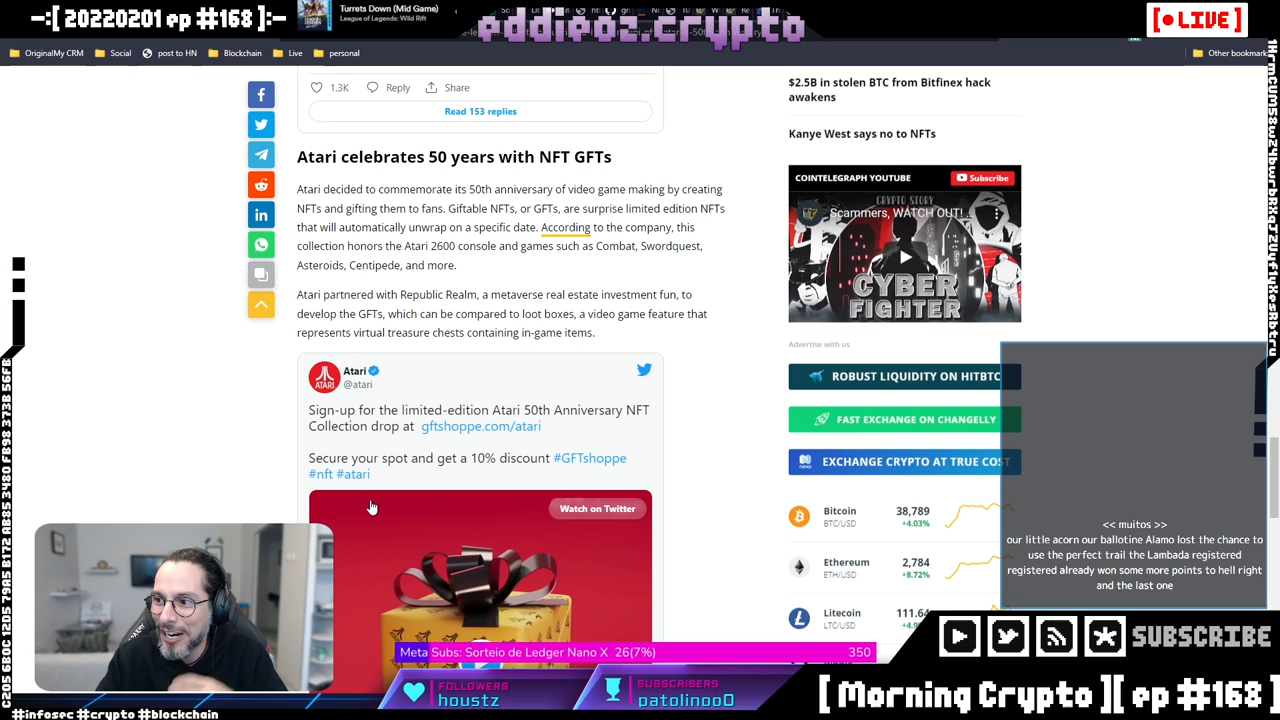 -:[ 20220201 ep #168 ]:-
Turrets Down (Mid Game)
League of Legends: Wild Rift
eddieoz.crypto
[ LIVE ]
OriginalMy CRM
Social
post to HN
Blockchain
Live
personal
Other bookmark
1.3K
Reply
Share
Read 153 replies
Atari celebrates 50 years with NFT GFTs
Atari decided to commemorate its 50th anniversary of video game making by creating
NFTs and gifting them to fans. Giftable NFTs, or GFTs, are surprise limited edition NFTs
that will automatically unwrap on a specific date. According to the company, this
collection honors the Atari 2600 console and games such as Combat, Swordquest,
Asteroids, Centipede, and more.
Atari partnered with Republic Realm, a metaverse real estate investment fun, to
develop the GFTs, which can be compared to loot boxes, a video game feature that
represents virtual treasure chests containing in-game items.
Atari
@atari
ATARI
Sign-up for the limited-edition Atari 50th Anniversary NFT
Collection drop at gftshoppe.com/atari
Secure your spot and get a 10% discount #GFTshoppe
#nft #atari
Watch on Twitter
$2.5B in stolen BTC from Bitfinex hack
awakens
Kanye West says no to NFTs
COINTELEGRAPH YOUTUBE
Subscribe
CRYPTO STORY
Scammers, WATCH OUT! ...
CYBER
FIGHTER
Advertise with us
ROBUST LIQUIDITY ON HITBTC
FAST EXCHANGE ON CHANGELLY
EXCHANGE CRYPTO AT TRUE COST
Bitcoin
38,789
BTC/USD
+4.03%
Ethereum
2,784
ETH/USD
+8.72%
Litecoin
111.64
LTC/USD
<< muitos >>
our little acorn our ballotine Alamo lost the chance to
use the perfect trail the Lambada registered
registered already won some more points to hell right
and the last one
Meta Subs: Sorteio de Ledger Nano X 26(7%)
350
FOLLOWERS
houstz
SUBSCRIBERS
patolinoo0
SUBSCRIBE
[ Morning Crypto ][ ep #168 ]
#infosec #crypto #blockchain